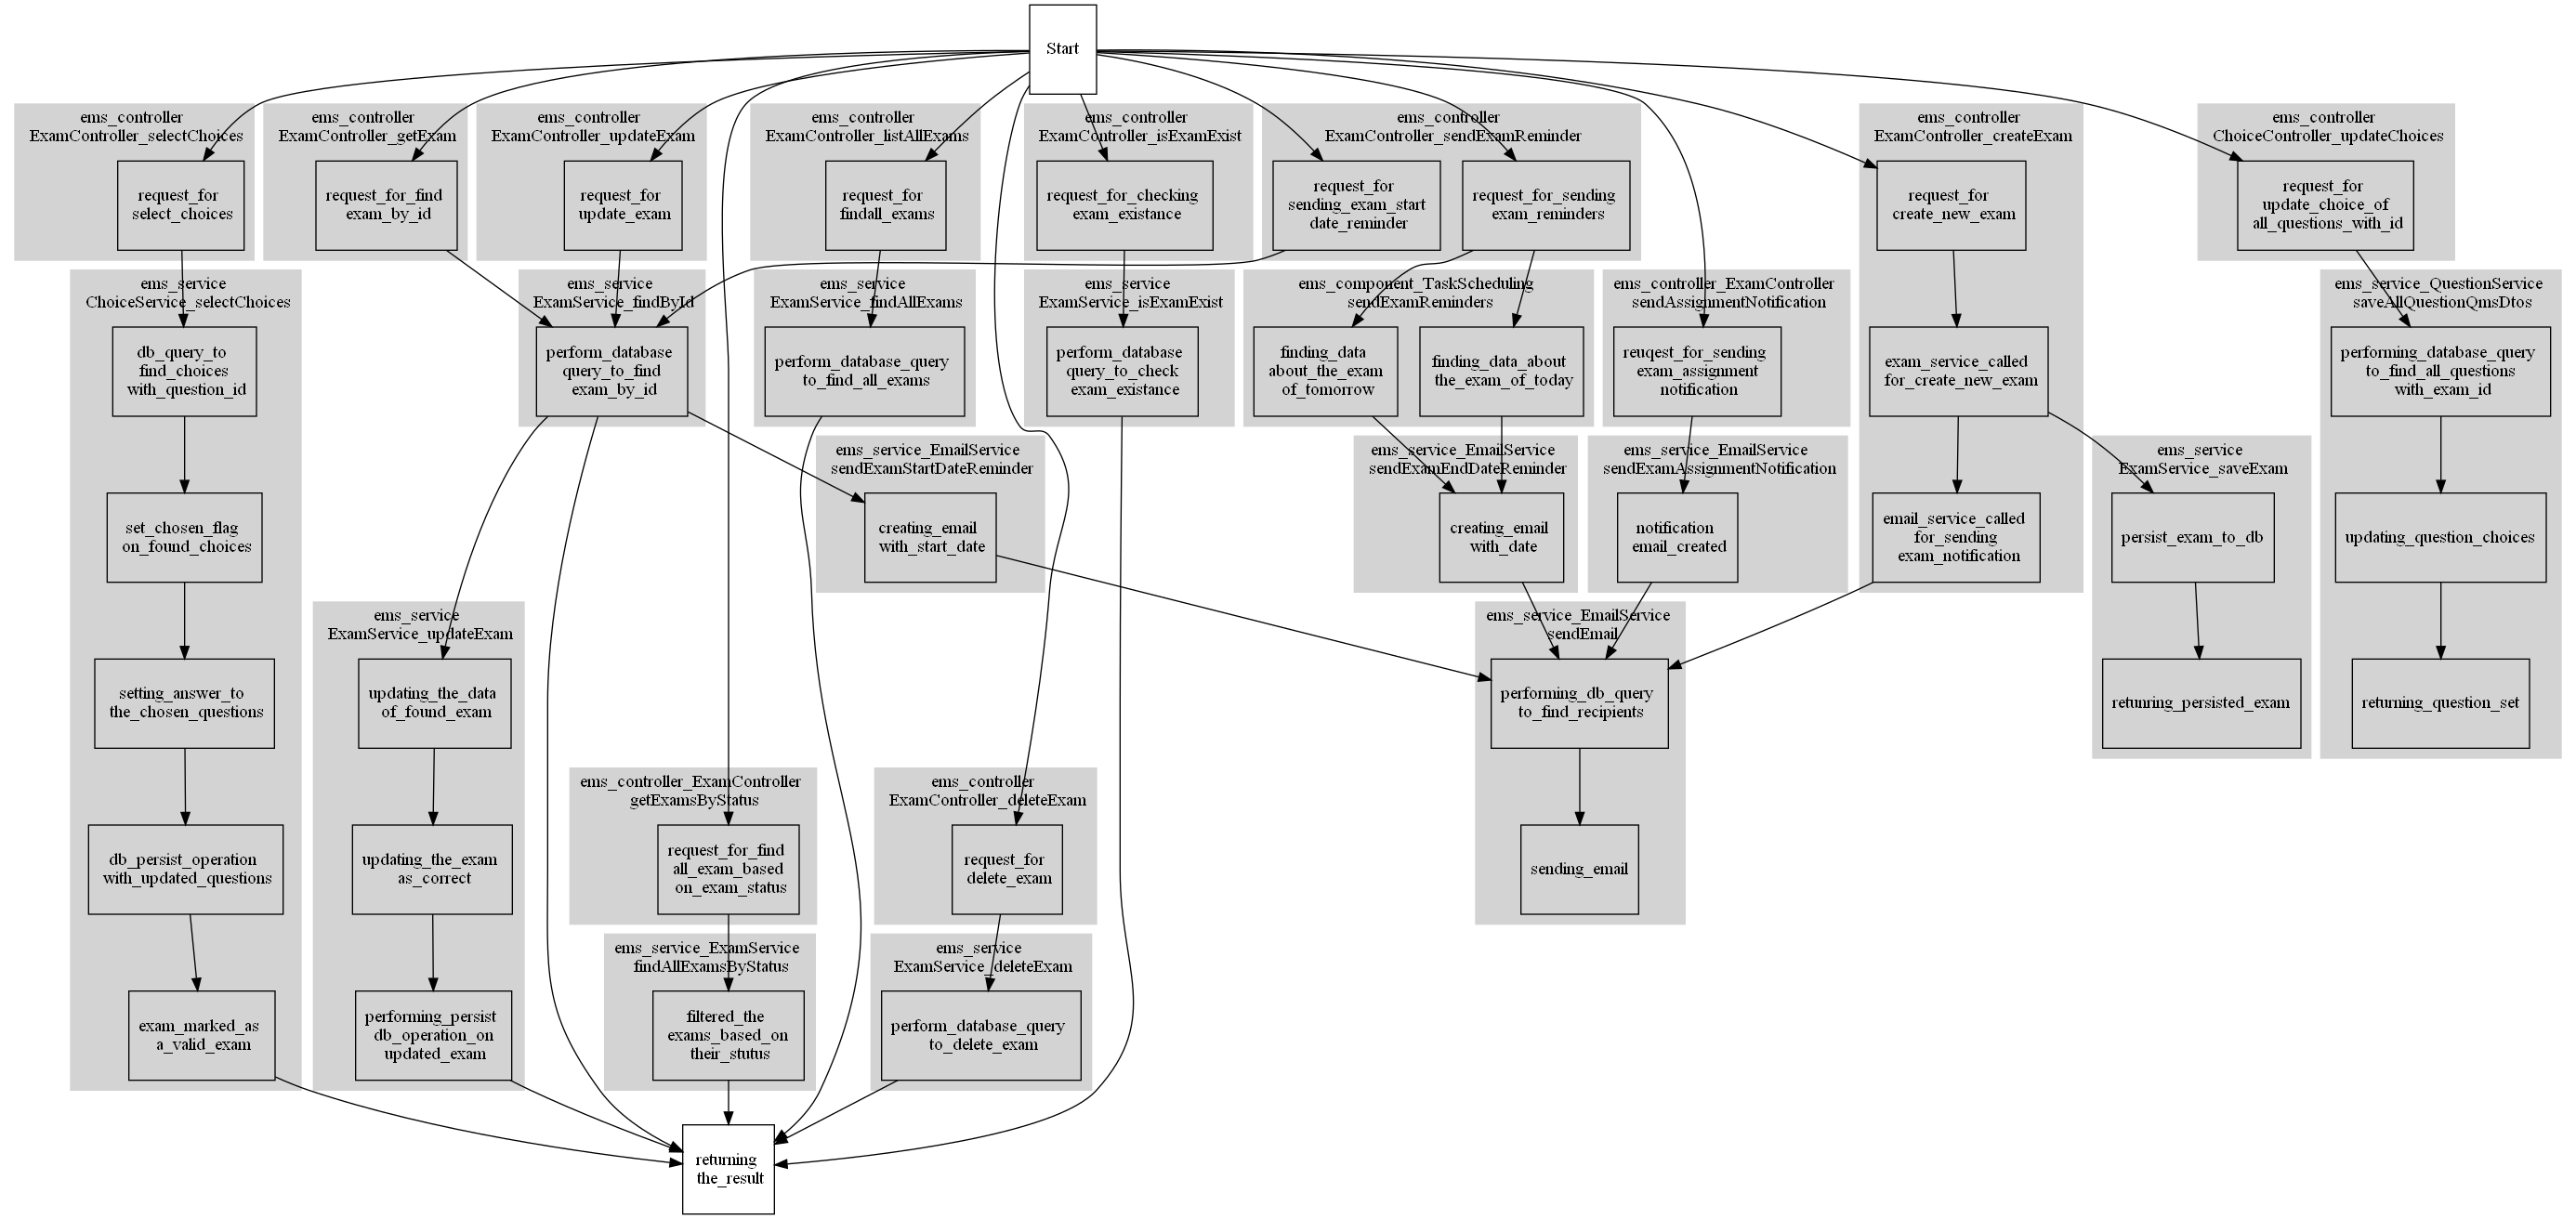 Start
ems_controller
ExamController_selectChoices
request_for
select_choices
ems_controller
ExamController_getExam
request_for_find
exam_by_id
ems_controller
ExamController_updateExam
request_for
update_exam
ems_controller
ExamController_listAllExams
request_for
findall_exams
ems_controller
ExamController_isExamExist
request_for_checking
exam_existance
ems_controller
ExamController_sendExamReminder
request_for
sending_exam_start
date_reminder
request_for_sending
exam_reminders
ems_controller
ExamController_createExam
request_for
create_new_exam
exam_service_called
for_create_new_exam
email_service_called
for_sending
exam_notification
ems_controller
ChoiceController_updateChoices
request_for
update_choice_of
all_questions_with_id
ems_service
ChoiceService_selectChoices
db_query_to
find_choices
with_question_id
set_chosen_flag
on_found_choices
setting_answer_to
the_chosen_questions
db_persist_operation
with_updated_questions
exam_marked_as
a_valid_exam
ems_service
ExamService_findById
perform_database
query_to_find
exam_by_id
ems_service
ExamService_findAllExams
perform_database_query
to_find_all_exams
ems_service
ExamService_isExamExist
perform_database
query_to_check
exam_existance
ems_component_TaskScheduling
sendExamReminders
finding_data
about_the_exam
of_tomorrow
finding_data_about
the_exam_of_today
ems_controller_ExamController
sendAssignmentNotification
reuqest_for_sending
exam_assignment
notification
ems_service_QuestionService
saveAllQuestionQmsDtos
performing_database_query
to_find_all_questions
with_exam_id
updating_question_choices
returning_question_set
ems_service_EmailService
sendExamStartDateReminder
creating_email
with_start_date
ems_service_EmailService
sendExamEndDateReminder
creating_email
with_date
ems_service_EmailService
sendExamAssignmentNotification
notification
email_created
ems_service
ExamService_saveExam
persist_exam_to_db
retunring_persisted_exam
ems_service
ExamService_updateExam
updating_the_data
of_found_exam
updating_the_exam
as_correct
performing_persist
db_operation_on
updated_exam
ems_service_EmailService
sendEmail
performing_db_query
to_find_recipients
sending_email
ems_controller_ExamController
getExamsByStatus
request_for_find
all_exam_based
on_exam_status
ems_controller
ExamController_deleteExam
request_for
delete_exam
ems_service_ExamService
findAllExamsByStatus
filtered_the
exams_based_on
their_stutus
ems_service
ExamService_deleteExam
perform_database_query
to_delete_exam
returning
the_result